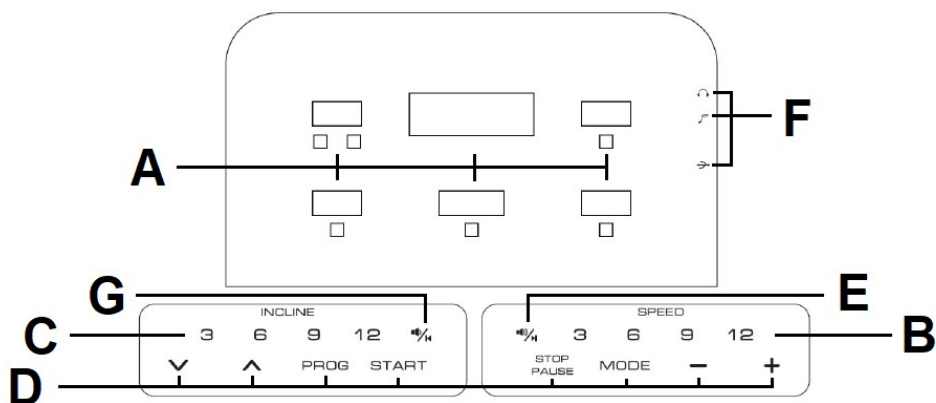 A
F
G
E
INCLINE
SPEED
C
3 6 9 12
3 6 9 12
B
D
PROG START
STOP
PAUSE
MODE - +